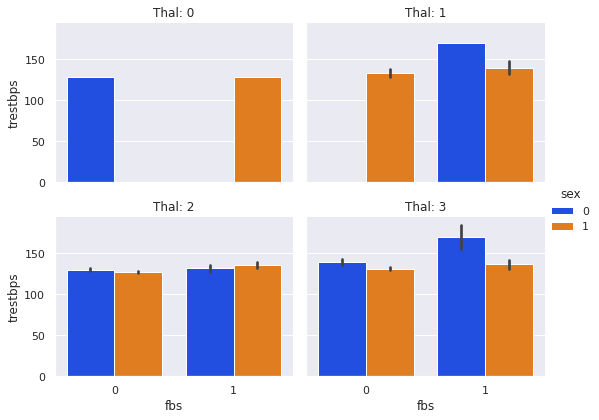 Thal: 0
Thal: 1
trestbps
150
100
50
0
Thal: 2
Thal: 3
sex
0
1
trestbps
150
100
50
0
0
1
0
1
fbs
fbs